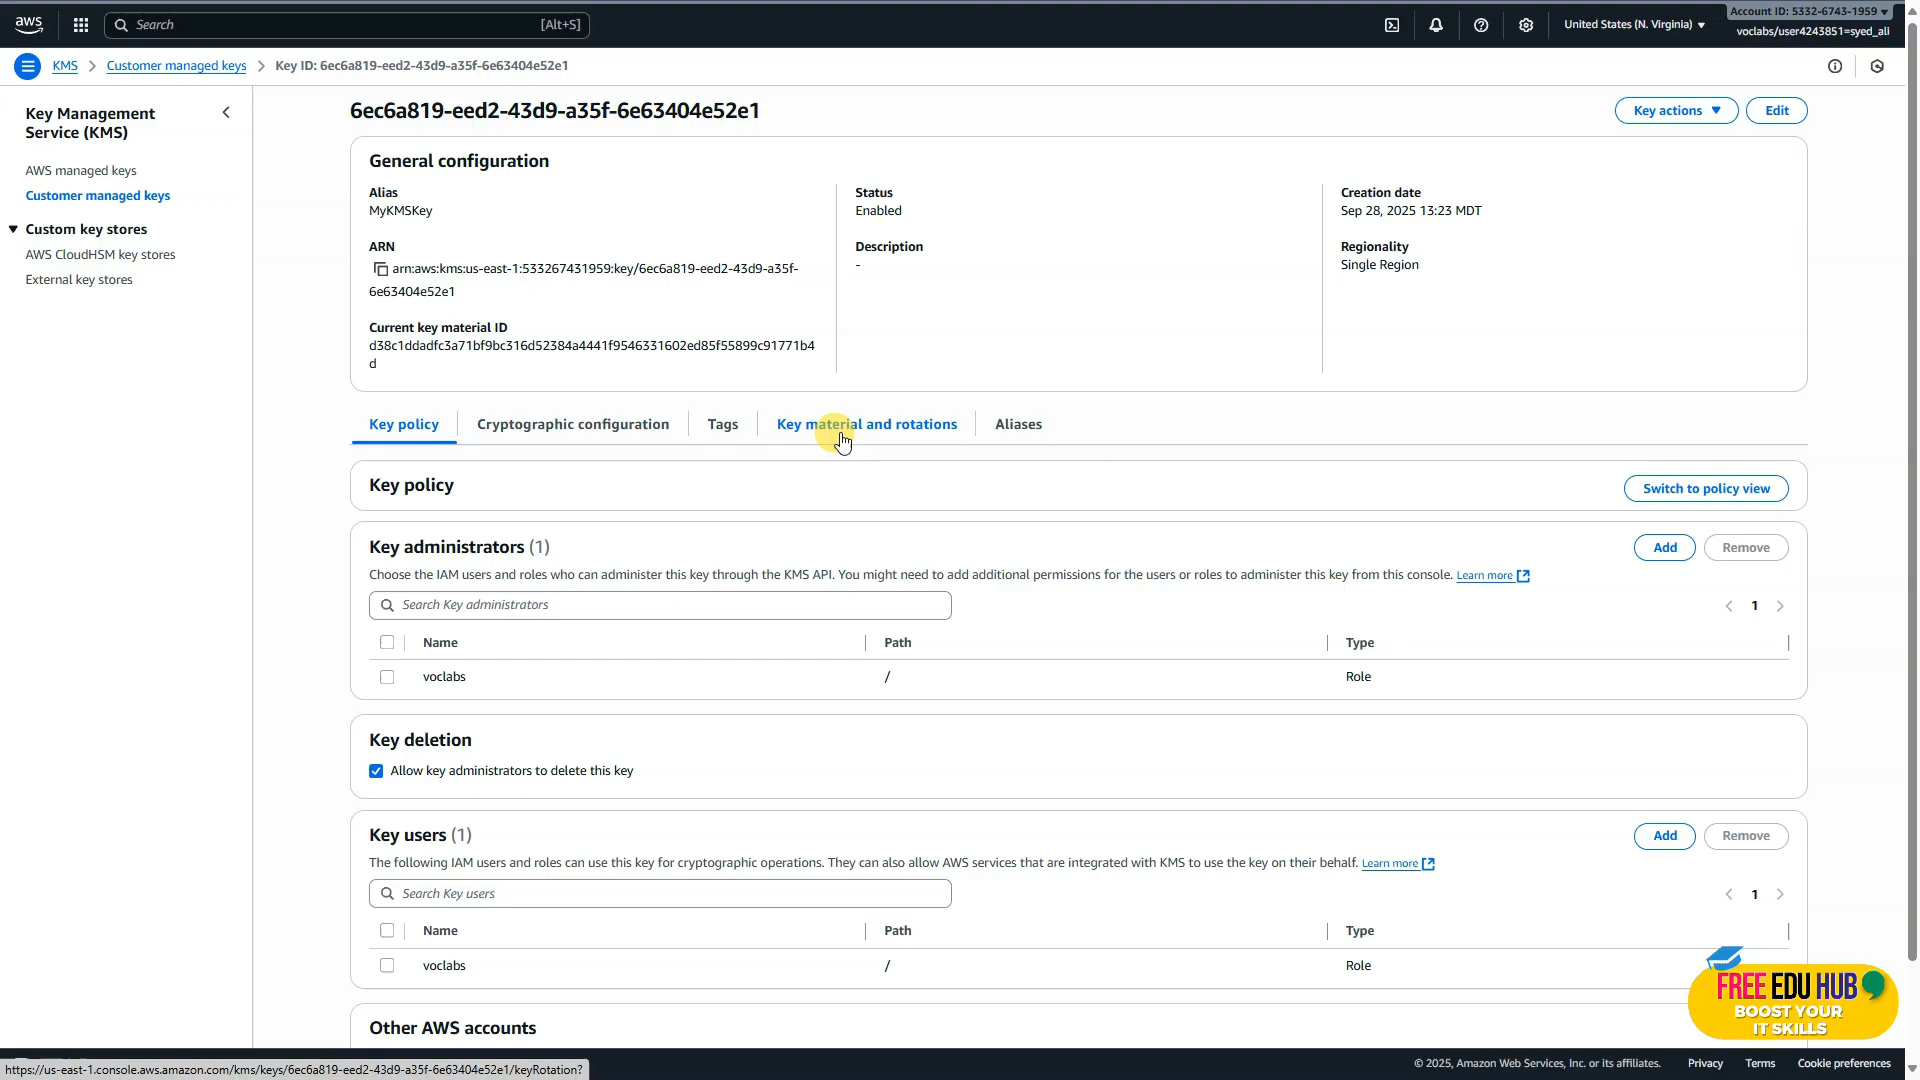 aws
Search [Alt+S]
United States (N. Virginia)
Account ID: 5332-6743-1959
voclabs/user4243851=syed_ali
KMS
Customer managed keys
Key ID: 6ec6a819-eed2-43d9-a35f-6e63404e52e1
Key Management
Service (KMS)
AWS managed keys
Customer managed keys
Custom key stores
AWS CloudHSM key stores
External key stores
6ec6a819-eed2-43d9-a35f-6e63404e52e1
Key actions
Edit
General configuration
Alias
MyKMSKey
ARN
arn:aws:kms:us-east-1:533267431959:key/6ec6a819-eed2-43d9-a35f-
6e63404e52e1
Current key material ID
d38c1ddadfc3a71bf9bc316d52384a4441f9546331602ed85f55899c91771b4
d
Status
Enabled
Description
-
Creation date
Sep 28, 2025 13:23 MDT
Regionality
Single Region
Key policy
Cryptographic configuration
Tags
Key material and rotations
Aliases
Key policy
Switch to policy view
Key administrators (1)
Add
Remove
Choose the IAM users and roles who can administer this key through the KMS API. You might need to add additional permissions for the users or roles to administer this key from this console. Learn more
Search Key administrators
1
Name Path Type
voclabs / Role
Key deletion
Allow key administrators to delete this key
Key users (1)
Add
Remove
The following IAM users and roles can use this key for cryptographic operations. They can also allow AWS services that are integrated with KMS to use the key on their behalf. Learn more
Search Key users
1
Name Path Type
voclabs / Role
Other AWS accounts
FREE EDU HUB
BOOST YOUR
IT SKILLS
https://us-east-1.console.aws.amazon.com/kms/keys/6ec6a819-eed2-43d9-a35f-6e63404e52e1/keyRotation?
© 2025, Amazon Web Services, Inc. or its affiliates.
Privacy
Terms
Cookie preferences